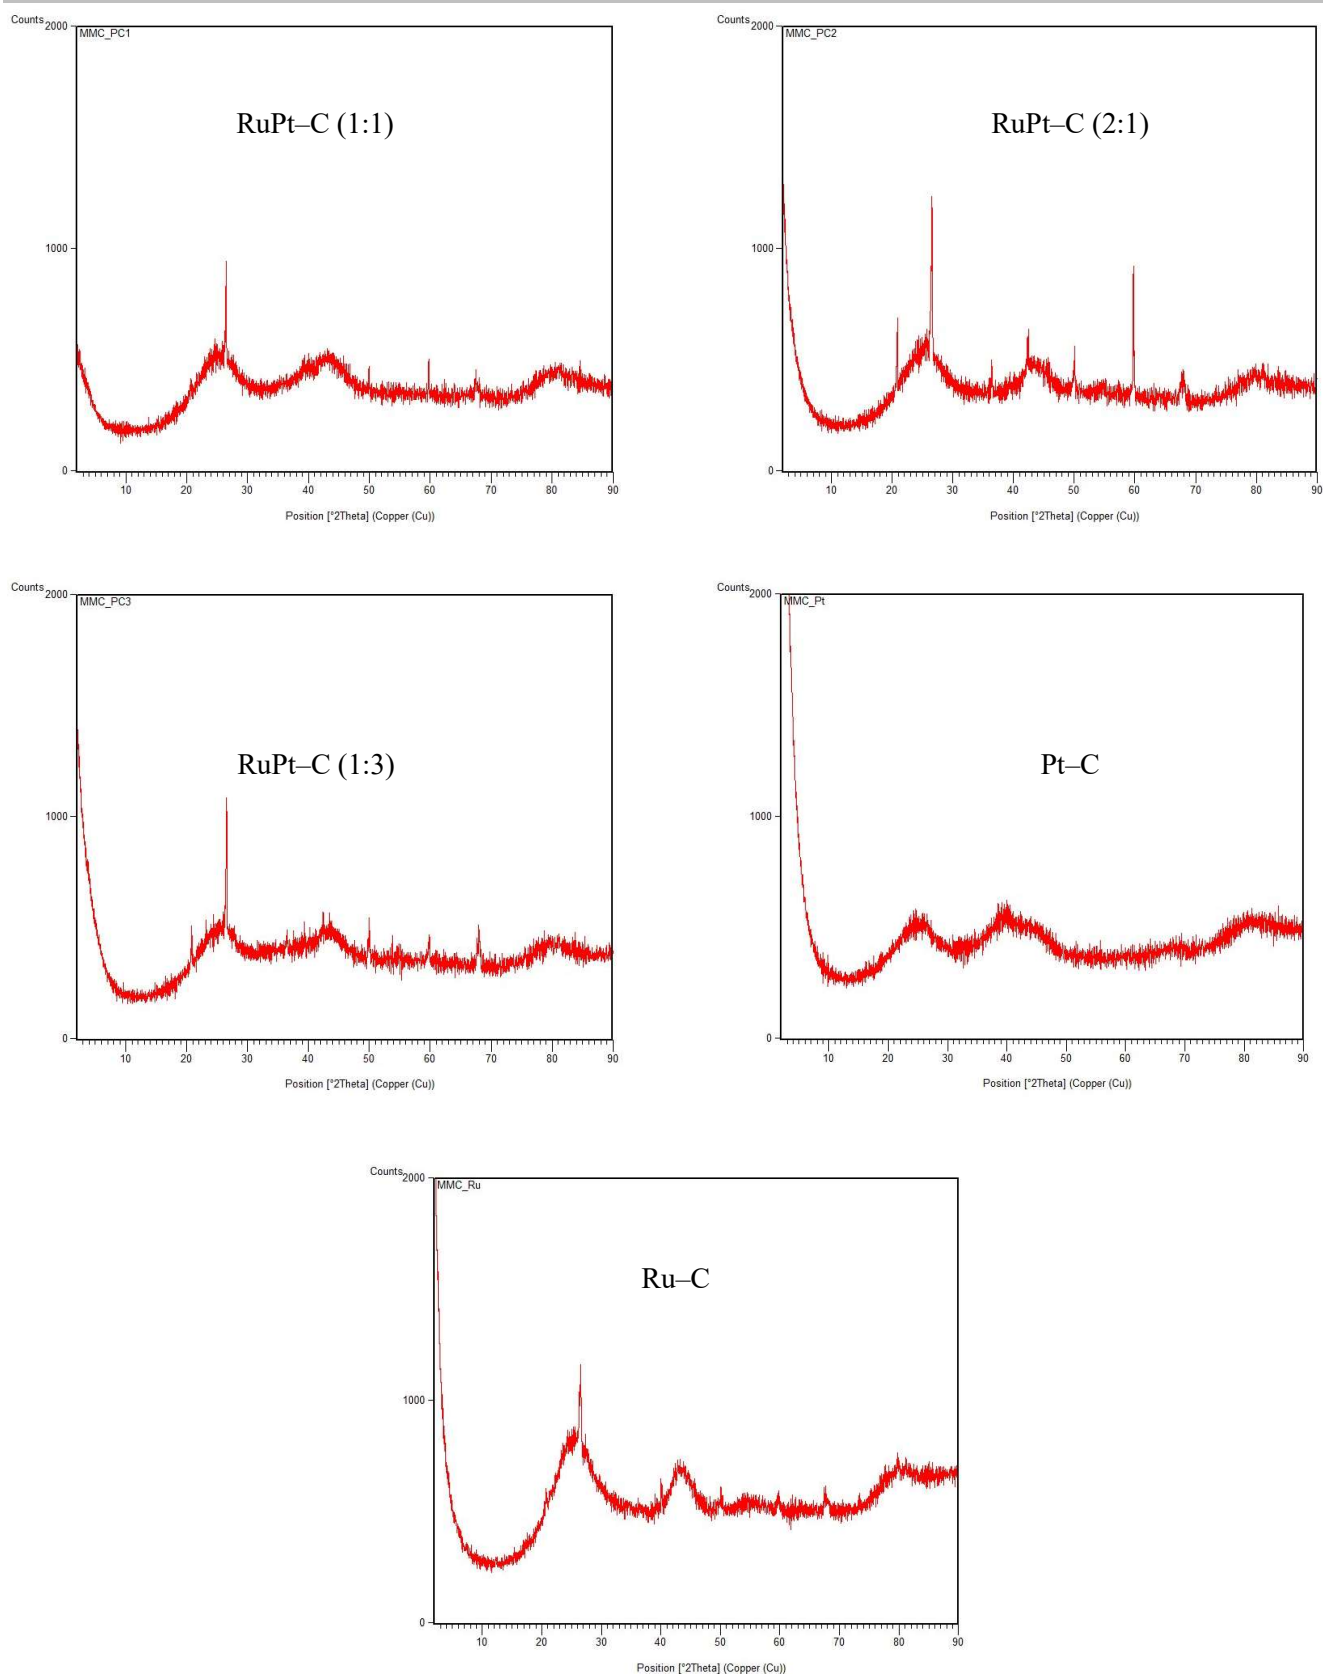 Counts
2000
MMC_PC1
RuPt–C (1:1)
1000
0
10 20 30 40 50 60 70 80 90
Position [°2Theta] (Copper (Cu))
Counts
2000
MMC_PC2
RuPt–C (2:1)
1000
0
10 20 30 40 50 60 70 80 90
Position [°2Theta] (Copper (Cu))
Counts
2000
MMC_PC3
RuPt–C (1:3)
1000
0
10 20 30 40 50 60 70 80 90
Position [°2Theta] (Copper (Cu))
Counts
2000
MMC_Pt
Pt–C
1000
0
10 20 30 40 50 60 70 80 90
Position [°2Theta] (Copper (Cu))
Counts
2000
MMC_Ru
Ru–C
1000
0
10 20 30 40 50 60 70 80 90
Position [°2Theta] (Copper (Cu))